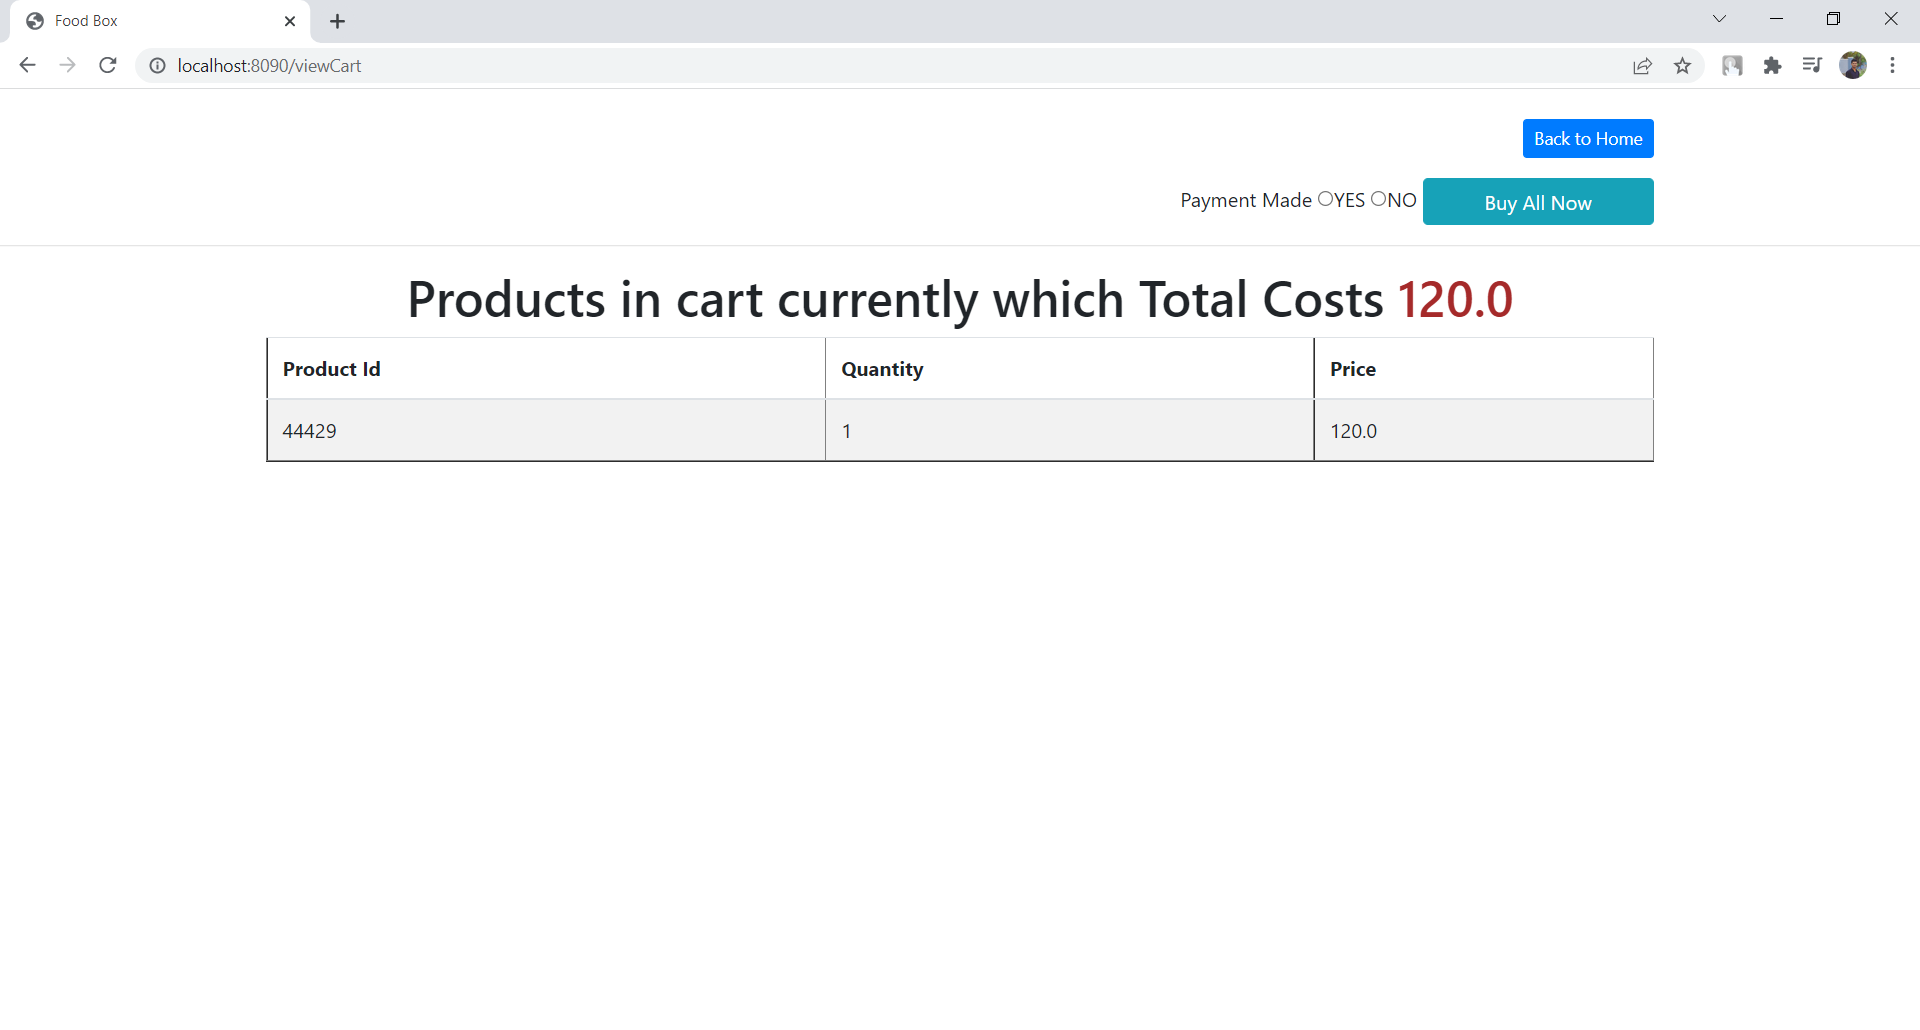 Food Box
localhost:8090/viewCart
Back to Home
Payment Made YES NO Buy All Now
Products in cart currently which Total Costs 120.0
Product Id Quantity Price
44429 1 120.0